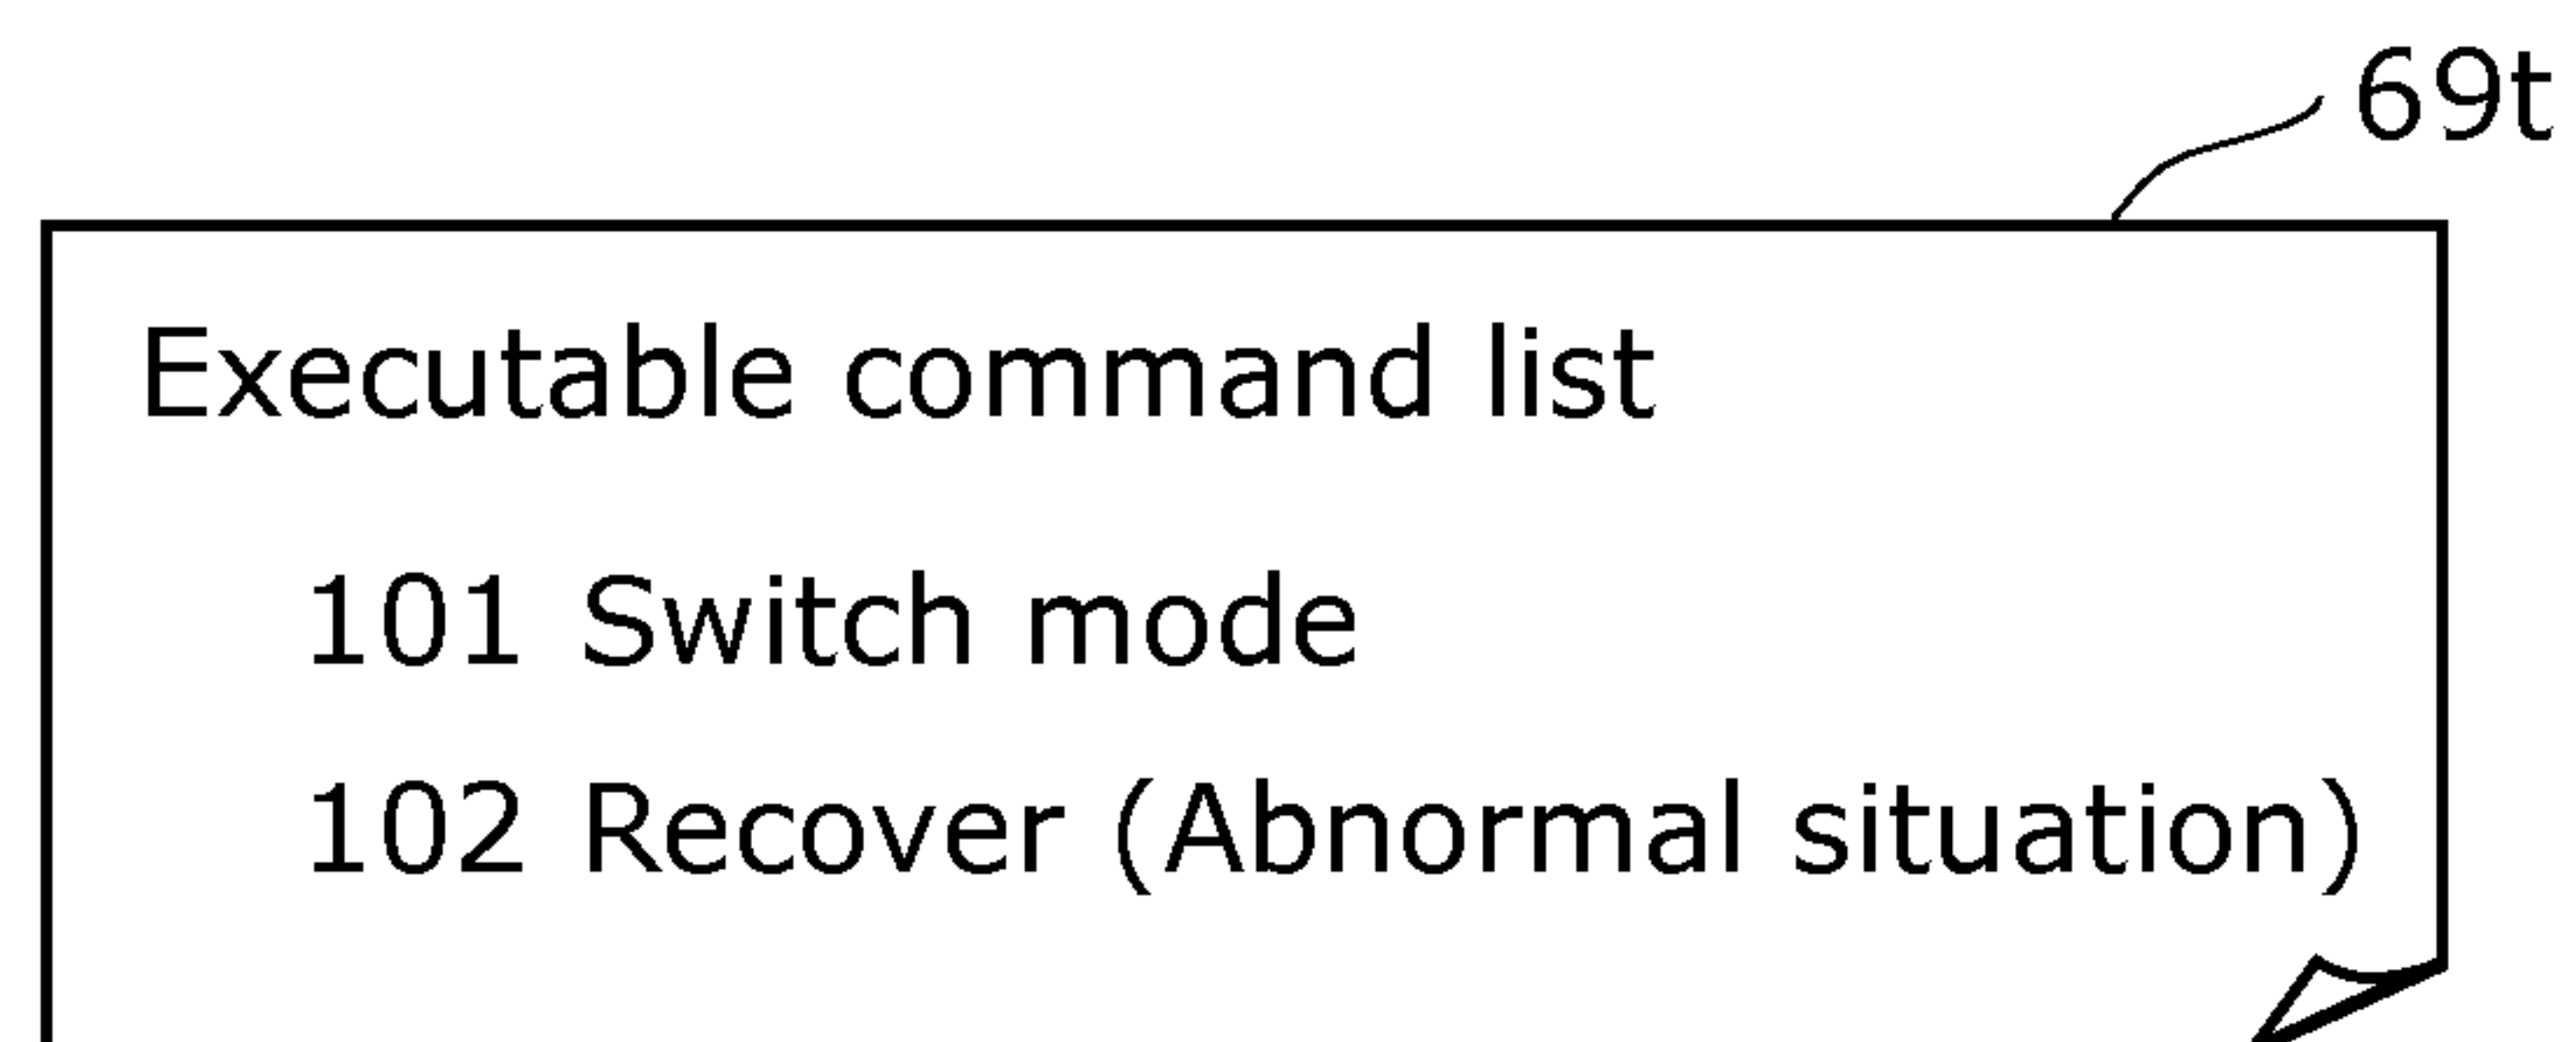 69t
Executable command list
101 Switch mode
102 Recover (Abnormal situation)